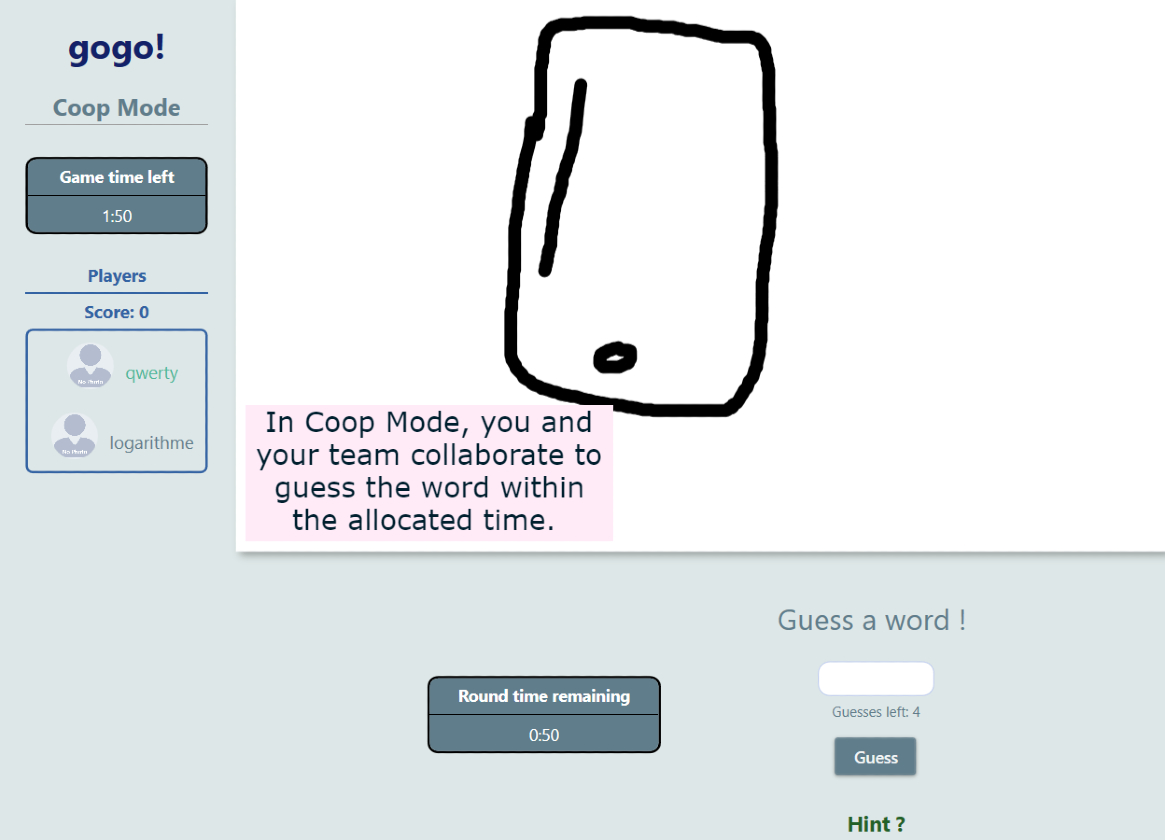 gogo!
Coop Mode
Game time left
1:50
Players
Score: 0
No Photo
qwerty
No Photo
logarithme
In Coop Mode, you and
your team collaborate to
guess the word within
the allocated time.
Guess a word !
Round time remaining
0:50
Guesses left: 4
Guess
Hint ?